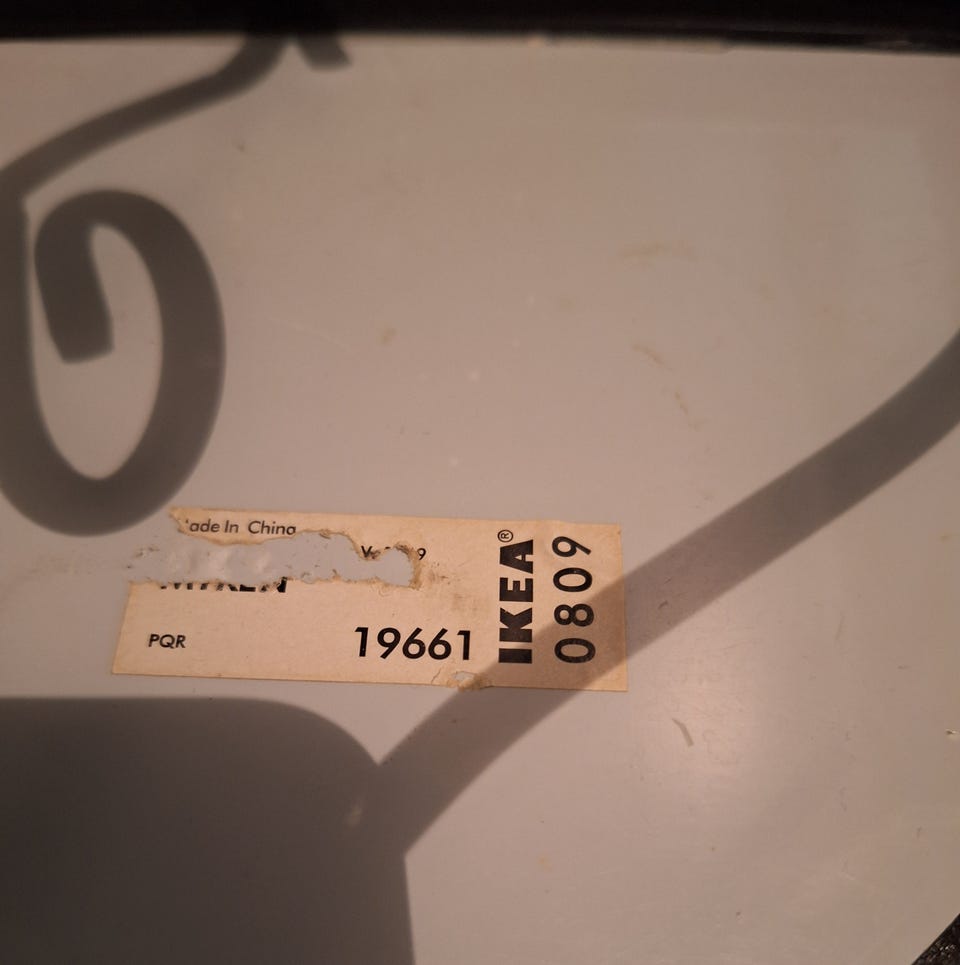 ade In China
PQR
19661
IKEA®
0809